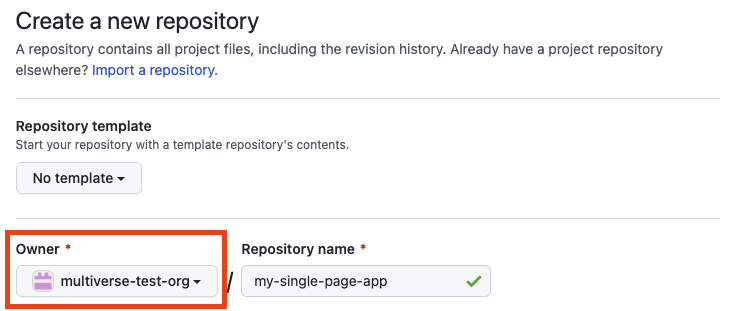 Create a new repository
A repository contains all project files, including the revision history. Already have a project repository
elsewhere? Import a repository.
Repository template
Start your repository with a template repository's contents.
No template
Owner * Repository name *
multiverse-test-org / my-single-page-app